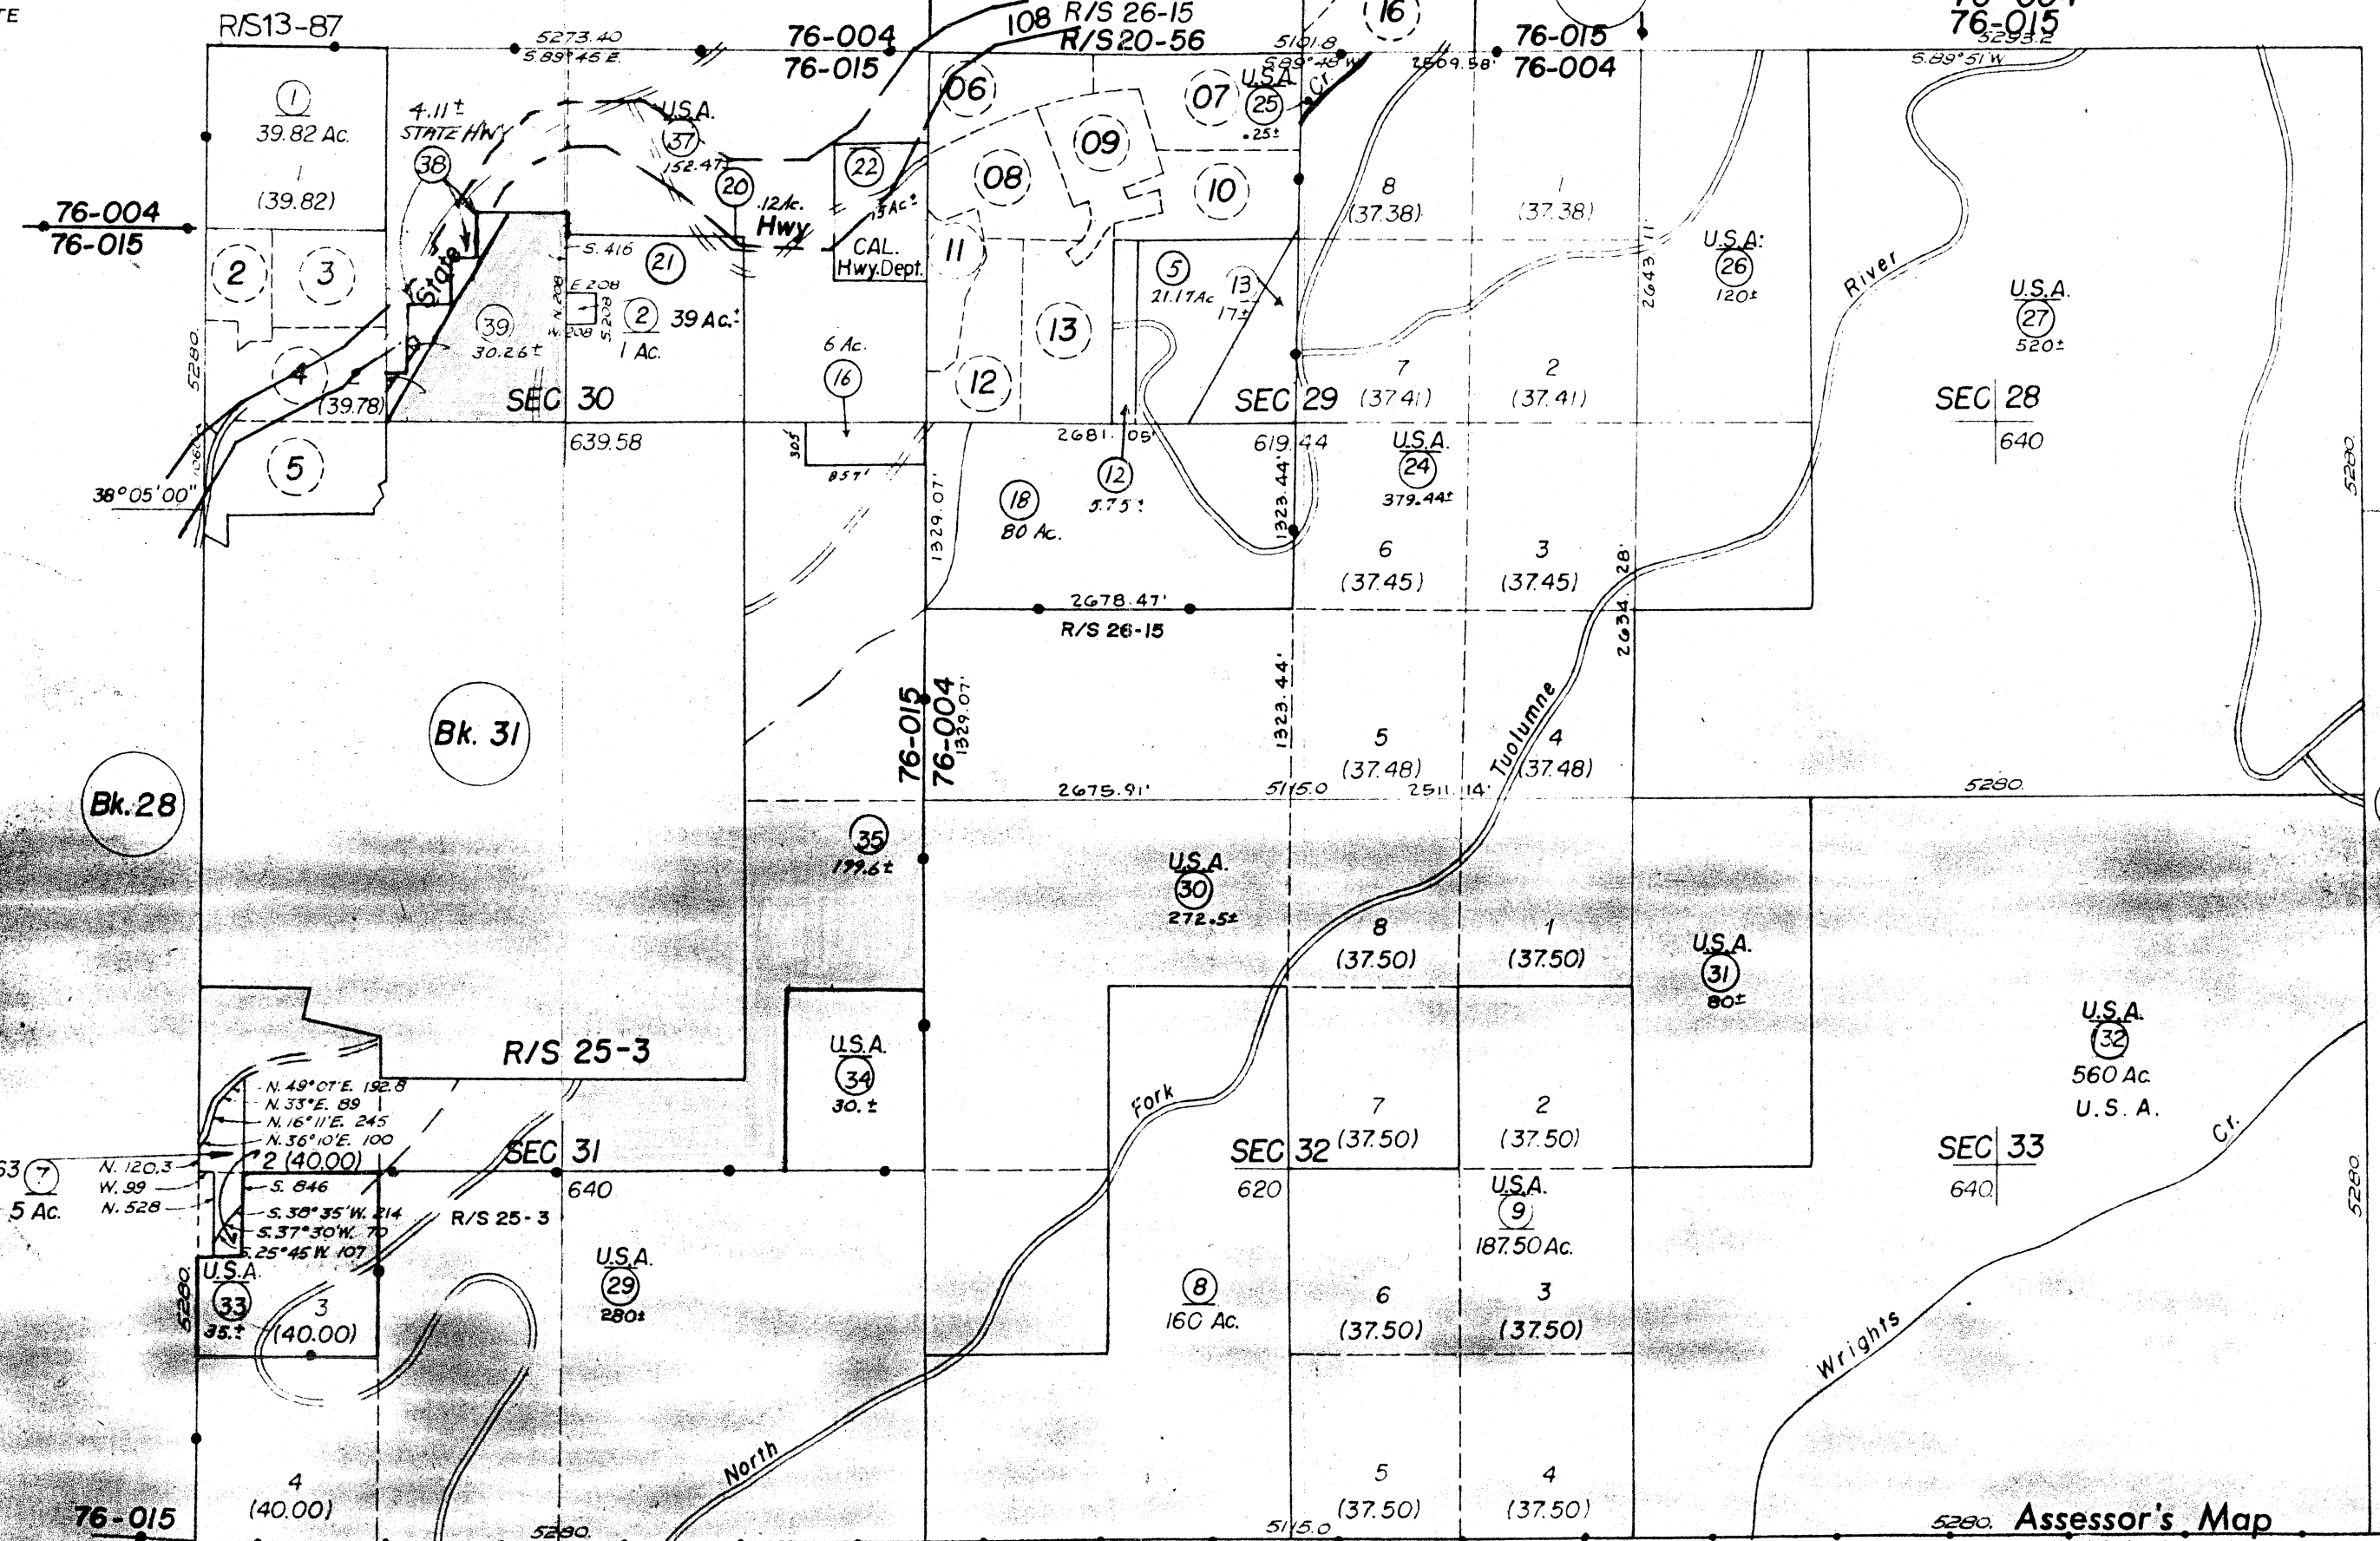 TE
R/S13-87
5273.40
S.89°45'E.
76-004
76-015
108
R/S 26-15
R/S20-56
5101.8
S.89°48'W
2509.58'
16
76-015
76-004
76-015
5293.2
S.89°51'W
1
39.82 Ac.
1
(39.82)
4.11±
STATE HWY
38
U.S.A.
37
152.47±
20
.12Ac.
Hwy
22
CAL.
Hwy.Dept.
06
07
U.S.A.
25
.25±
Cr.
08
09
10
11
12
13
8
(37.38)
1
(37.38)
2643.11'
U.S.A.
26
120±
River
U.S.A.
27
520±
76-004
76-015
2
3
4
State
S. 416
21
E.208
N.208
W.208
S.208
2
39 Ac.±
1 Ac.
39
30.26±
6 Ac.
16
5
21.17Ac
13
17±
5280.
(39.78)
SEC 30
639.58
SEC 29
619.44
7
(37.41)
2
(37.41)
SEC 28
640
5280.
5
38°05'00"
305'
857'
2681.05'
12
5.75±
18
80 Ac.
1329.07'
1323.44'
U.S.A.
24
379.44±
6
(37.45)
3
(37.45)
2678.47'
R/S 26-15
2634.28'
Bk. 31
Bk. 28
76-015
76-004
1329.07'
1323.44'
5
(37.48)
4
(37.48)
Tuolumne
2675.91'
5115.0
2511.14'
5280.
35
199.6±
U.S.A.
30
272.5±
8
(37.50)
1
(37.50)
U.S.A.
31
80±
U.S.A.
32
560 Ac.
U.S.A.
R/S 25-3
U.S.A.
34
30.±
N.49°07'E. 192.8
N.33°E. 89
N.16°11'E. 245
N.36°10'E. 100
2 (40.00)
63
7
5 Ac.
N. 120.3
W. 99
N. 528
S. 846
S.38°35'W. 214
S.37°30'W. 70
S.25°45'W. 107
SEC 31
640
R/S 25-3
Fork
SEC 32
620
7
(37.50)
2
(37.50)
SEC 33
640
Cr.
5280.
U.S.A.
9
187.50 Ac.
U.S.A.
33
35.±
5280.
3
(40.00)
U.S.A.
29
280±
8
160 Ac.
6
(37.50)
3
(37.50)
Wrights
North
4
(40.00)
5
(37.50)
4
(37.50)
76-015
5280.
5115.0
5280.
Assessor's Map